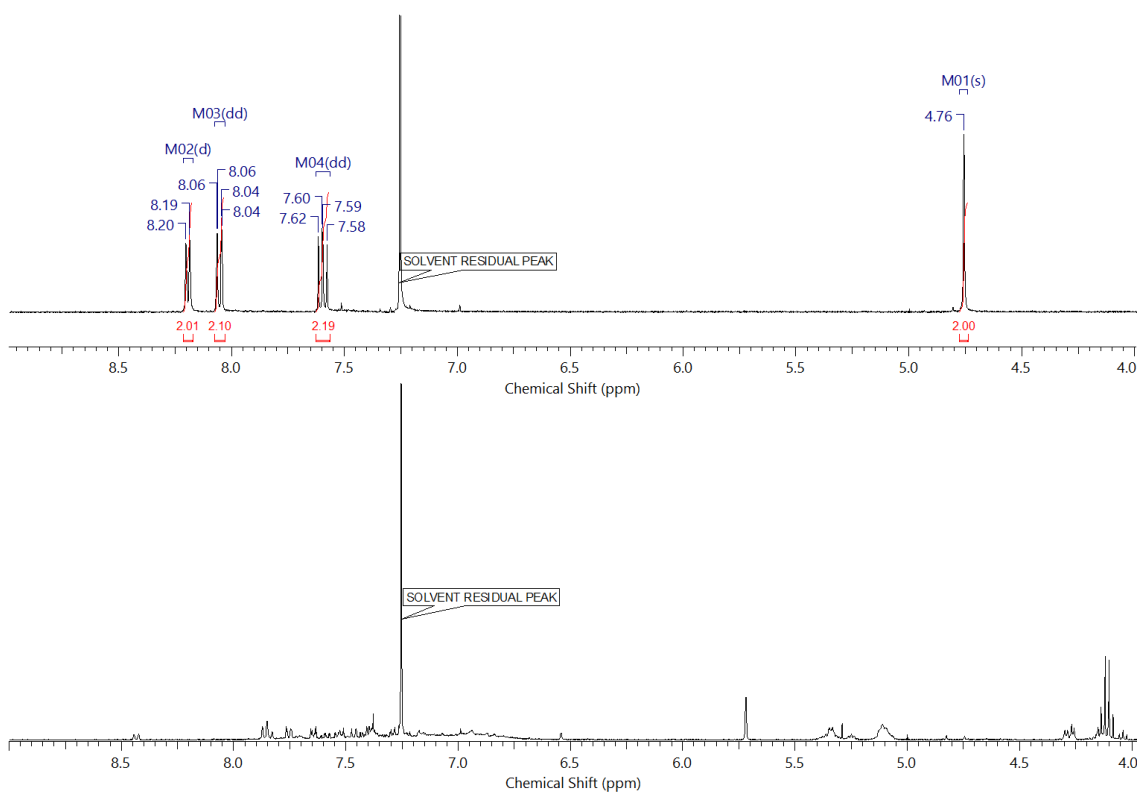 M01(s)
4.76
M03(dd)
M02(d)
8.06
8.06
8.04
8.04
8.19
8.20
M04(dd)
7.60
7.59
7.62
7.58
SOLVENT RESIDUAL PEAK
2.01
2.10
2.19
2.00
8.5 8.0 7.5 7.0 6.5 6.0 5.5 5.0 4.5 4.0
Chemical Shift (ppm)
SOLVENT RESIDUAL PEAK
8.5 8.0 7.5 7.0 6.5 6.0 5.5 5.0 4.5 4.0
Chemical Shift (ppm)